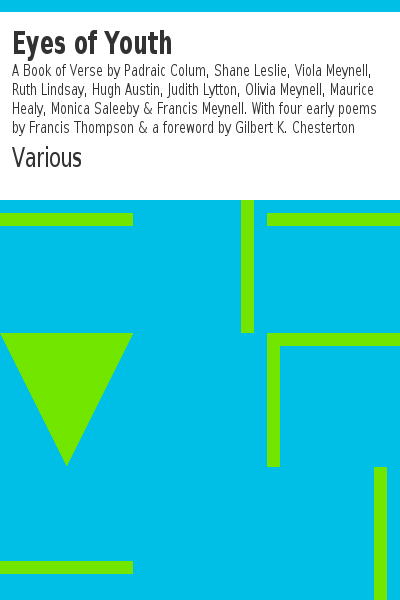 Eyes of Youth
A Book of Verse by Padraic Colum, Shane Leslie, Viola Meynell,
Ruth Lindsay, Hugh Austin, Judith Lytton, Olivia Meynell, Maurice
Healy, Monica Saleeby & Francis Meynell. With four early poems
by Francis Thompson & a foreword by Gilbert K. Chesterton
Various